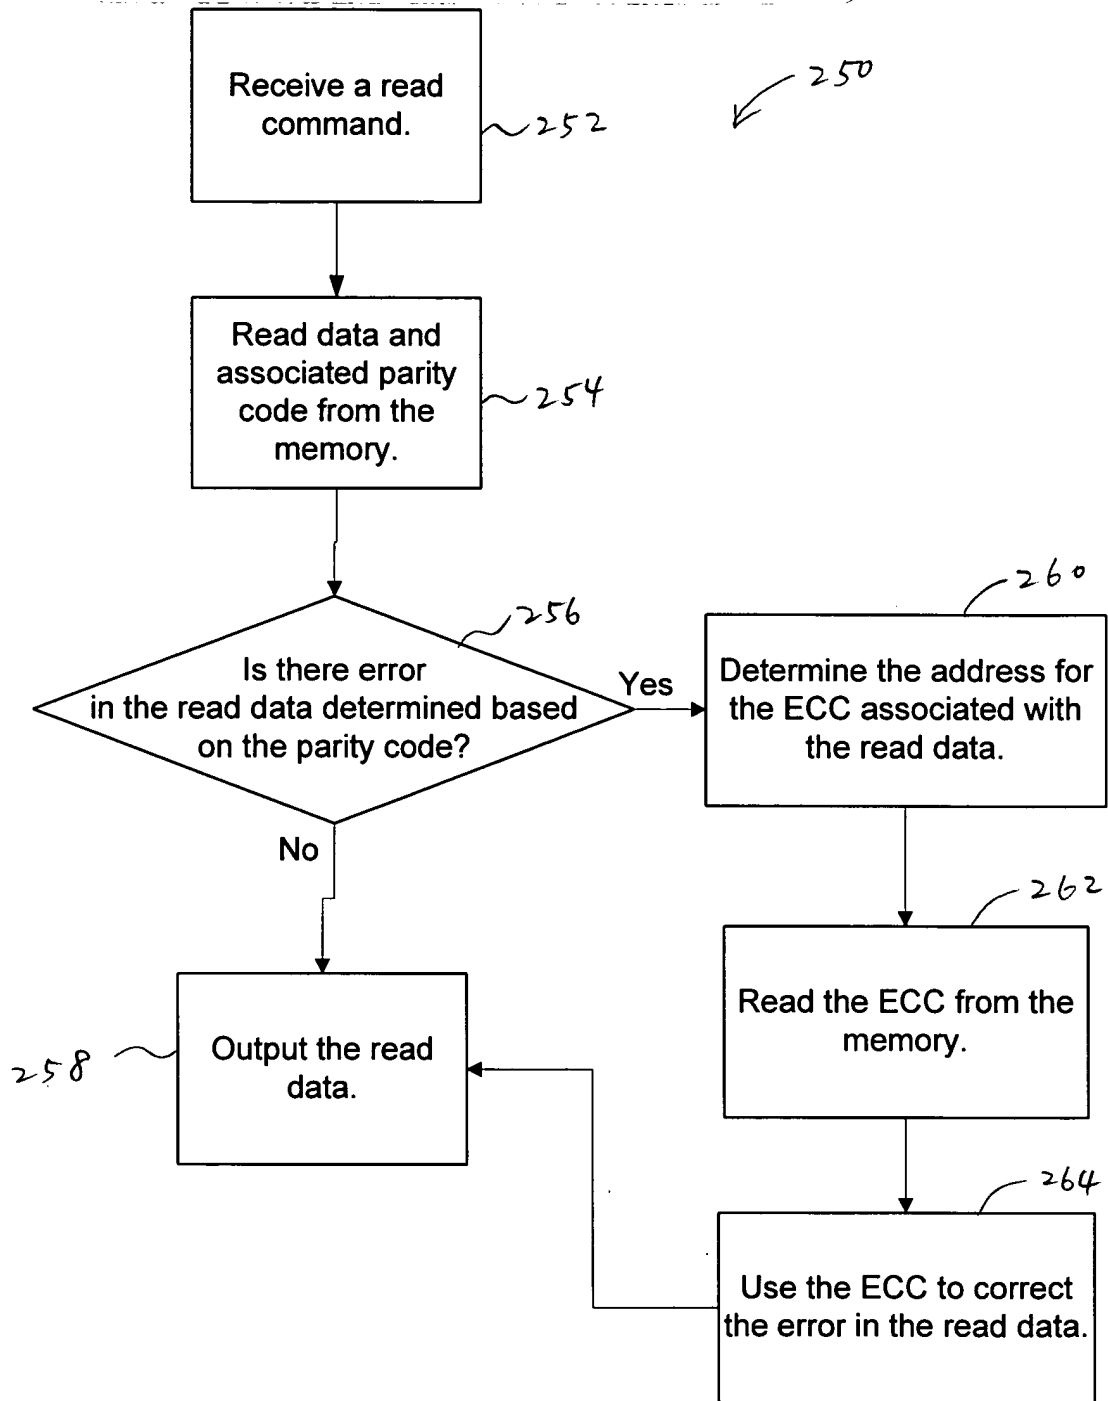 250
Receive a read
command.
252
Read data and
associated parity
code from the
memory.
254
256
Is there error
in the read data determined based
on the parity code?
Yes
No
260
Determine the address for
the ECC associated with
the read data.
262
Read the ECC from the
memory.
258
Output the read
data.
264
Use the ECC to correct
the error in the read data.